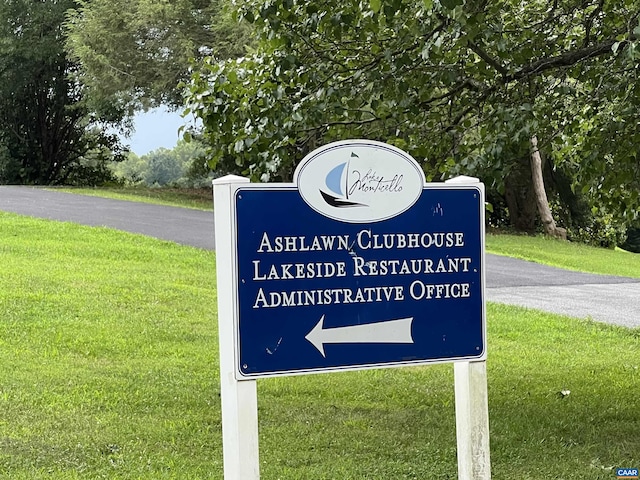 Lake
Monticello
ASHLAWN CLUBHOUSE
LAKESIDE RESTAURANT
ADMINISTRATIVE OFFICE
CAAR